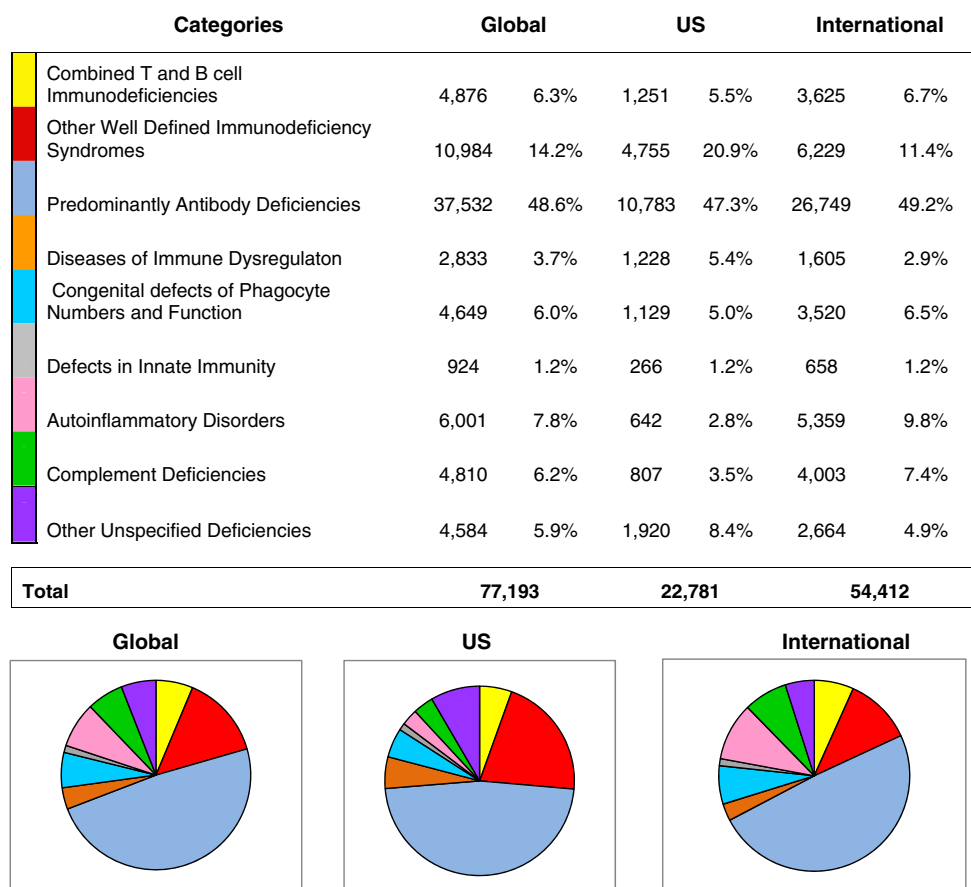 Categories Global US International
Combined T and B cell
Immunodeficiencies 4,876 6.3% 1,251 5.5% 3,625 6.7%
Other Well Defined Immunodeficiency
Syndromes 10,984 14.2% 4,755 20.9% 6,229 11.4%
Predominantly Antibody Deficiencies 37,532 48.6% 10,783 47.3% 26,749 49.2%
Diseases of Immune Dysregulaton 2,833 3.7% 1,228 5.4% 1,605 2.9%
Congenital defects of Phagocyte
Numbers and Function 4,649 6.0% 1,129 5.0% 3,520 6.5%
Defects in Innate Immunity 924 1.2% 266 1.2% 658 1.2%
Autoinflammatory Disorders 6,001 7.8% 642 2.8% 5,359 9.8%
Complement Deficiencies 4,810 6.2% 807 3.5% 4,003 7.4%
Other Unspecified Deficiencies 4,584 5.9% 1,920 8.4% 2,664 4.9%
Total 77,193 22,781 54,412
Global US International